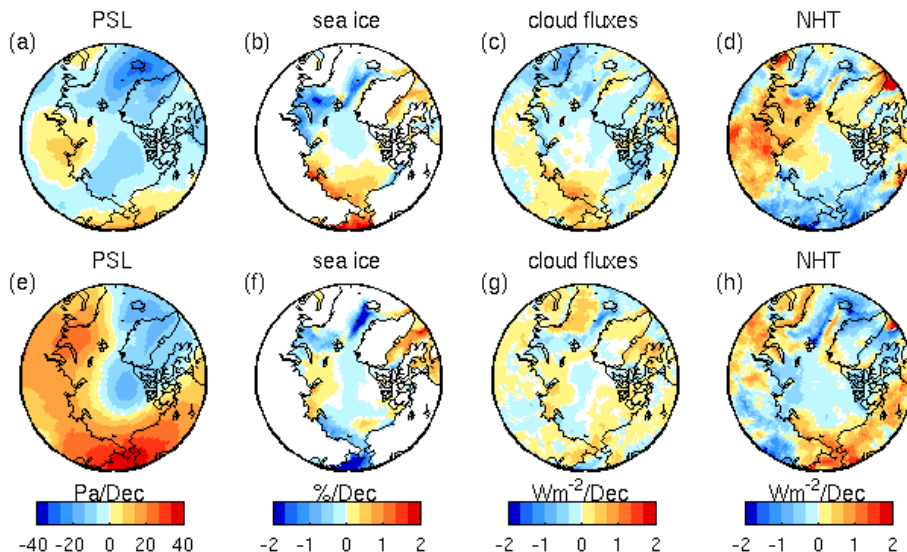 PSL sea ice cloud fluxes NHT
(a) (b) (c) (d)
PSL sea ice cloud fluxes NHT
(e) (f) (g) (h)
Pa/Dec %/Dec Wm⁻²/Dec Wm⁻²/Dec
-40 -20 0 20 40 -2 -1 0 1 2 -2 -1 0 1 2 -2 -1 0 1 2